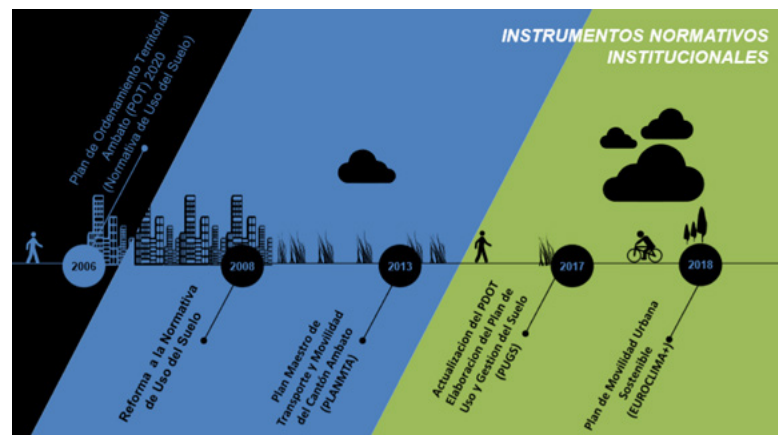 INSTRUMENTOS NORMATIVOS
INSTITUCIONALES
Plan de Ordenamiento Territorial
Ambato (POT) 2020
(Normativa de Uso del Suelo)
2006
2008
2013
2017
2018
Reforma a la Normativa
de Uso del Suelo
Plan Maestro de
Transporte y Movilidad
del Cantón Ambato
(PLANMTA)
Actualizacion del PDOT
Elaboracion del Plan de
Uso y Gestion del Suelo
(PUGS)
Plan de Movilidad Urbana
Sostenible
(EUROCLIMA+)